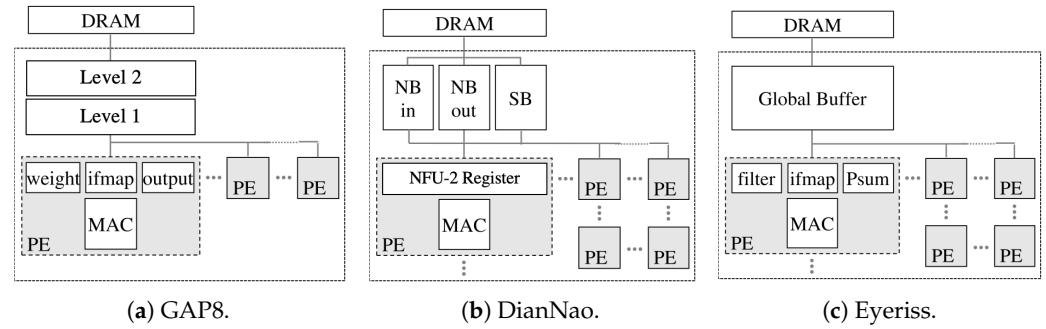 DRAM
Level 2
Level 1
weight
ifmap
output
MAC
PE
PE
PE
(a) GAP8.
DRAM
NB
in
NB
out
SB
NFU-2 Register
MAC
PE
PE
PE
PE
PE
(b) DianNao.
DRAM
Global Buffer
filter
ifmap
Psum
MAC
PE
PE
PE
PE
PE
(c) Eyeriss.